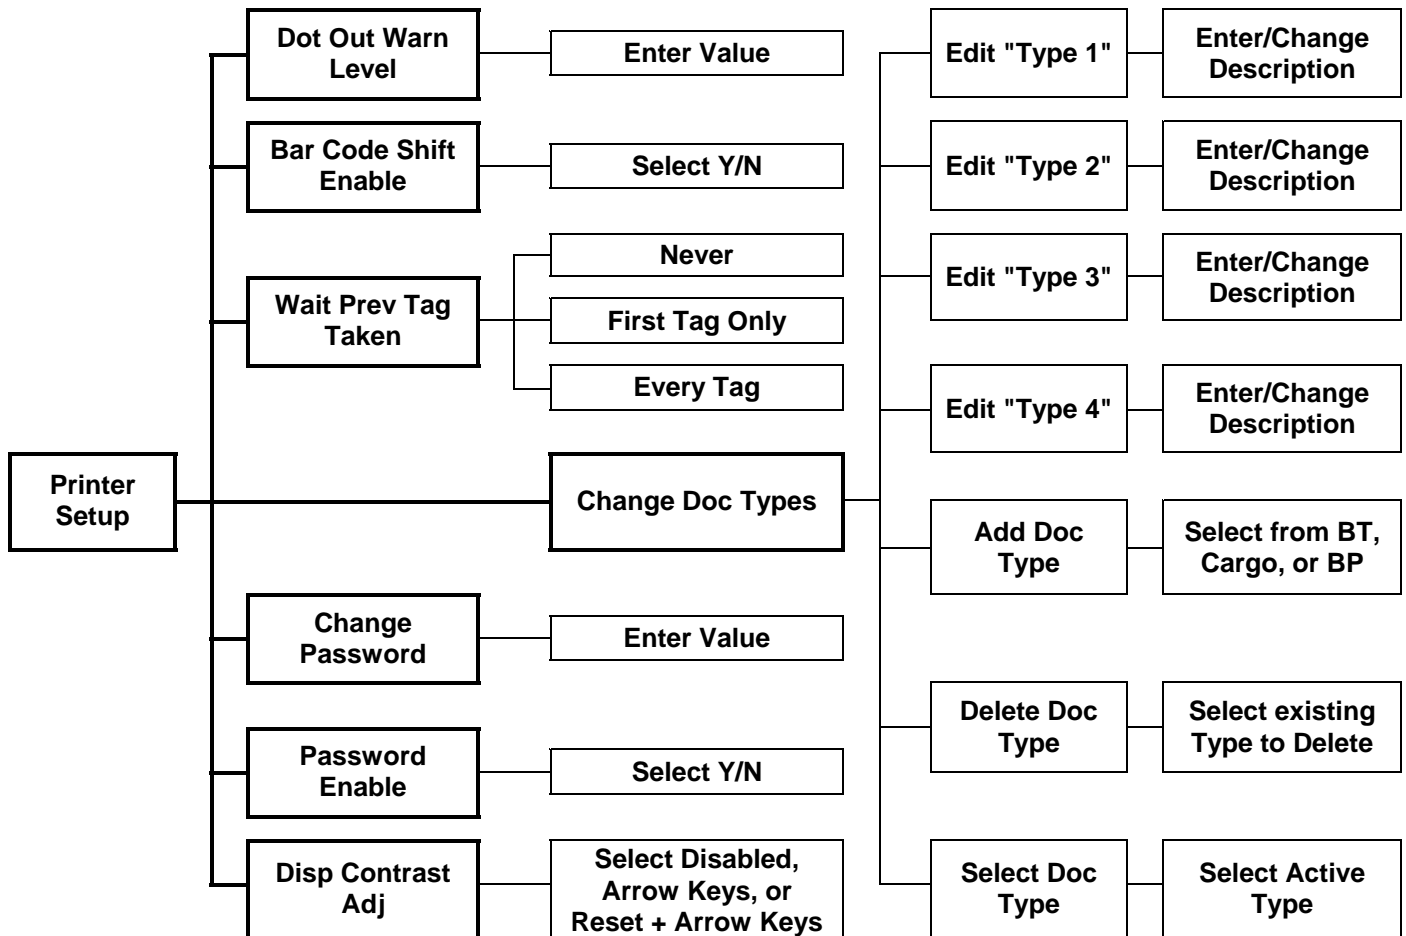 Printer
Setup
Dot Out Warn
Level
Enter Value
Bar Code Shift
Enable
Select Y/N
Wait Prev Tag
Taken
Never
First Tag Only
Every Tag
Change Doc Types
Edit "Type 1"
Enter/Change
Description
Edit "Type 2"
Enter/Change
Description
Edit "Type 3"
Enter/Change
Description
Edit "Type 4"
Enter/Change
Description
Add Doc
Type
Select from BT,
Cargo, or BP
Delete Doc
Type
Select existing
Type to Delete
Select Doc
Type
Select Active
Type
Change
Password
Enter Value
Password
Enable
Select Y/N
Disp Contrast
Adj
Select Disabled,
Arrow Keys, or
Reset + Arrow Keys